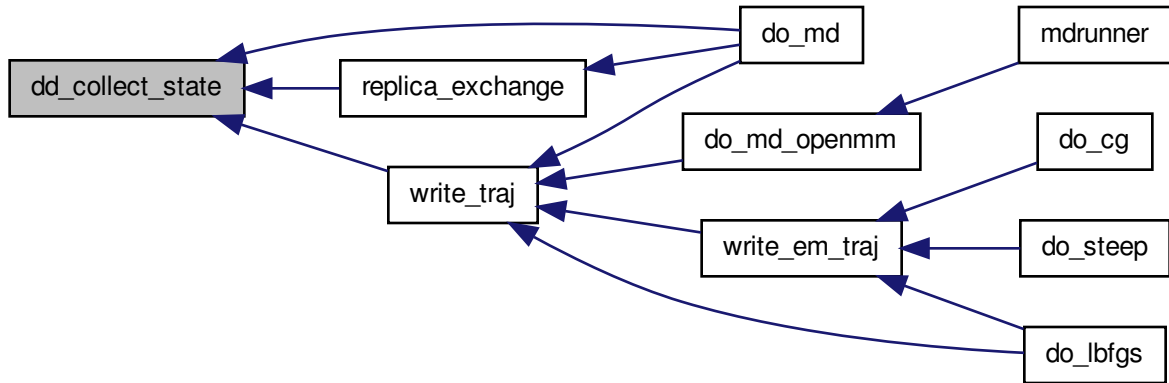 dd_collect_state
replica_exchange
write_traj
do_md
do_md_openmm
write_em_traj
mdrunner
do_cg
do_steep
do_lbfgs